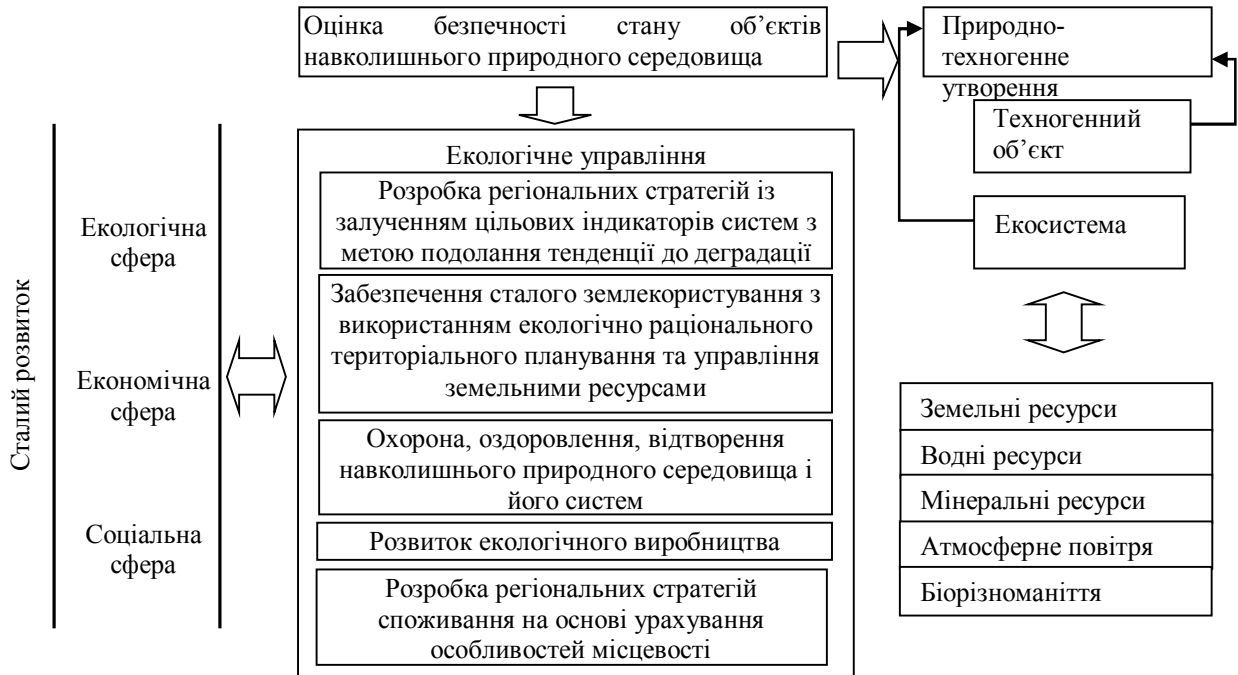 Оцінка безпечності стану об’єктів
навколишнього природного середовища
Природно-
техногенне
утворення
Техногенний
об’єкт
Екосистема
Сталий розвиток
Екологічна
сфера
Економічна
сфера
Соціальна
сфера
Екологічне управління
Розробка регіональних стратегій із
залученням цільових індикаторів систем з
метою подолання тенденції до деградації
Забезпечення сталого землекористування з
використанням екологічно раціонального
територіального планування та управління
земельними ресурсами
Охорона, оздоровлення, відтворення
навколишнього природного середовища і
його систем
Розвиток екологічного виробництва
Розробка регіональних стратегій
споживання на основі урахування
особливостей місцевості
Земельні ресурси
Водні ресурси
Мінеральні ресурси
Атмосферне повітря
Біорізноманіття